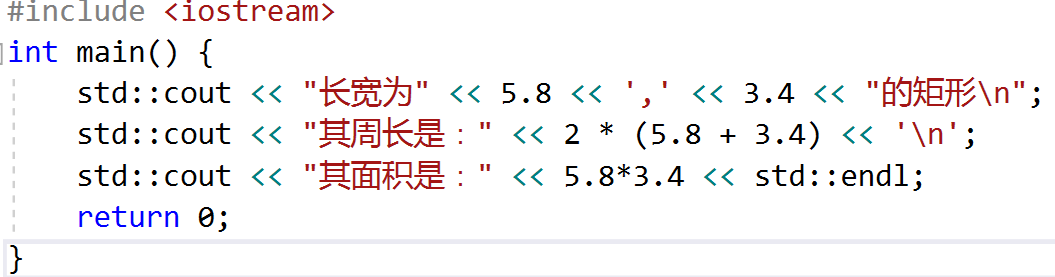 #include <iostream>
int main() {
    std::cout << "长宽为" << 5.8 << ',' << 3.4 << "的矩形\n";
    std::cout << "其周长是：" << 2 * (5.8 + 3.4) << '\n';
    std::cout << "其面积是：" << 5.8*3.4 << std::endl;
    return 0;
}